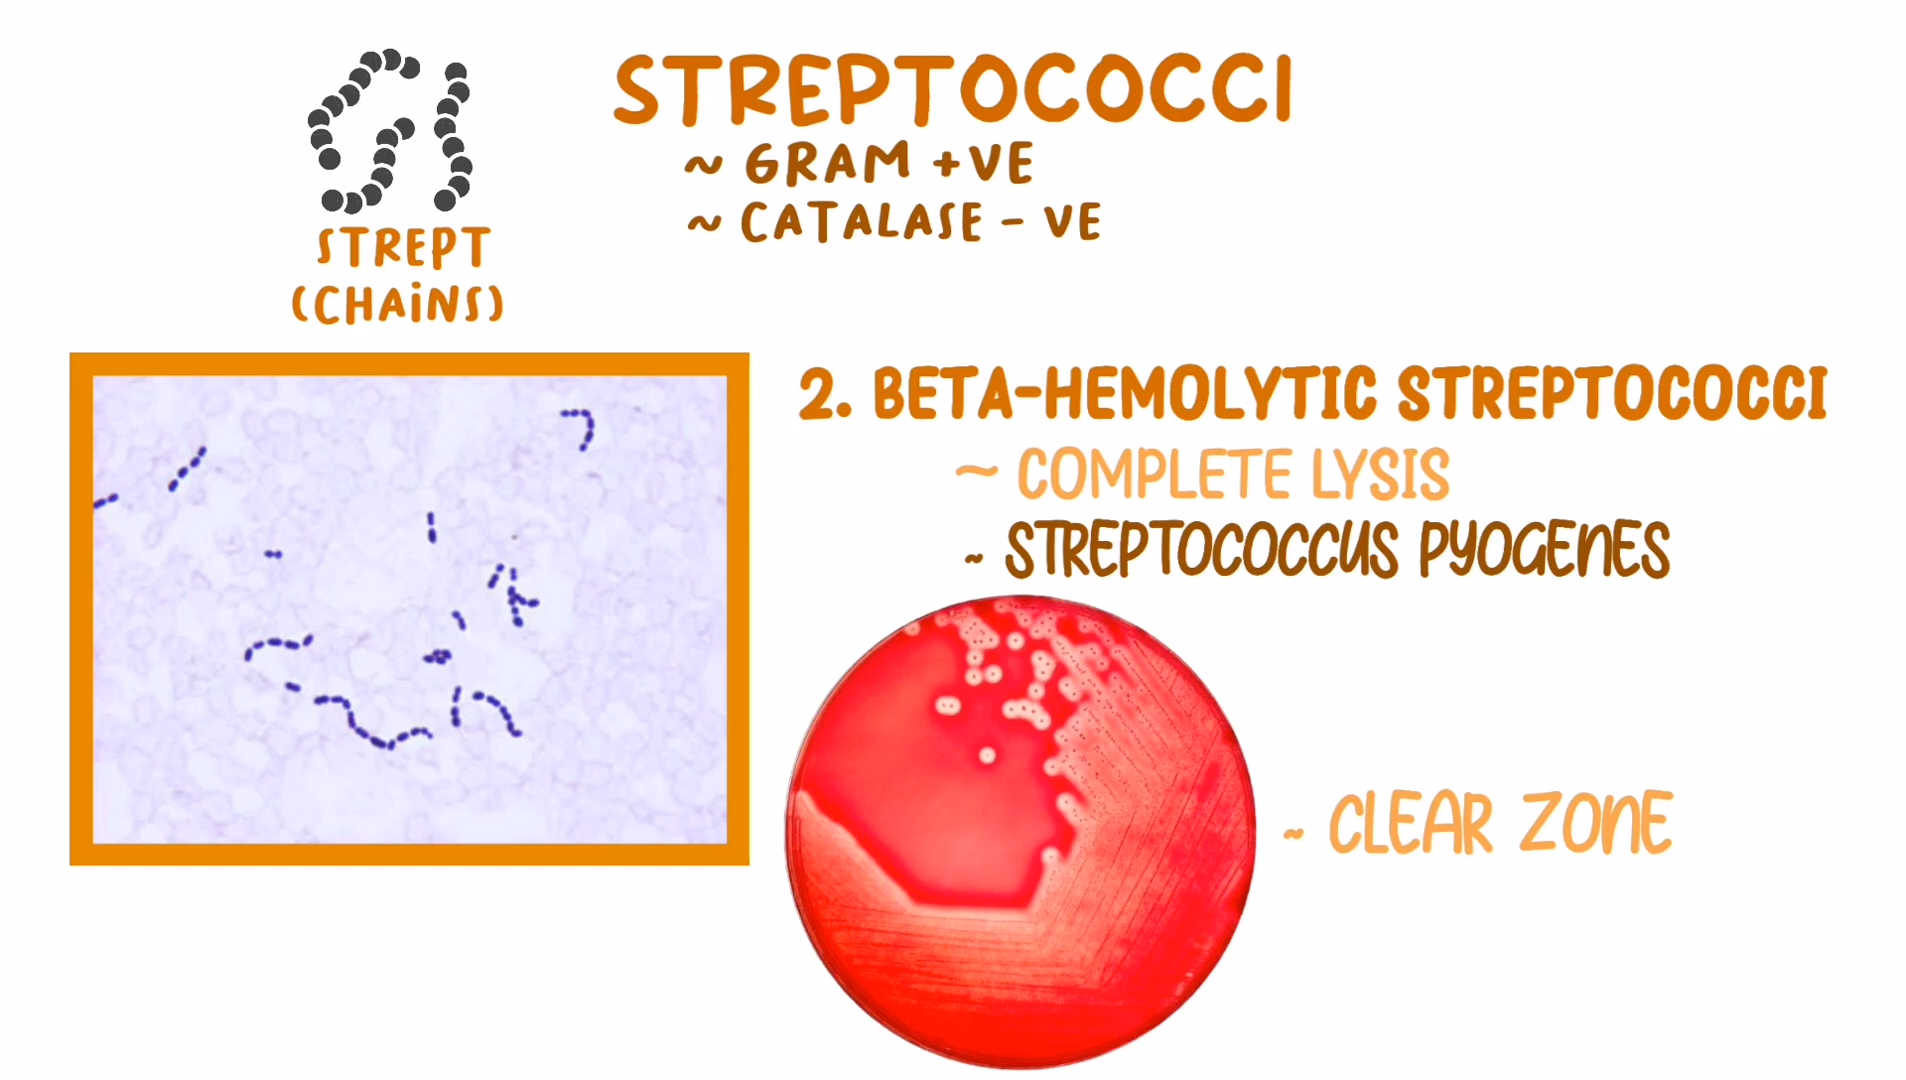 STREPTOCOCCI
~ GRAM +VE
~ CATALASE - VE
STREPT
(CHAiNS)
2. BETA-HEMOLYTIC STREPTOCOCCI
~ COMPLETE LYSIS
~ STREPTOCOCCUS PYOGENES
~ CLEAR ZONE